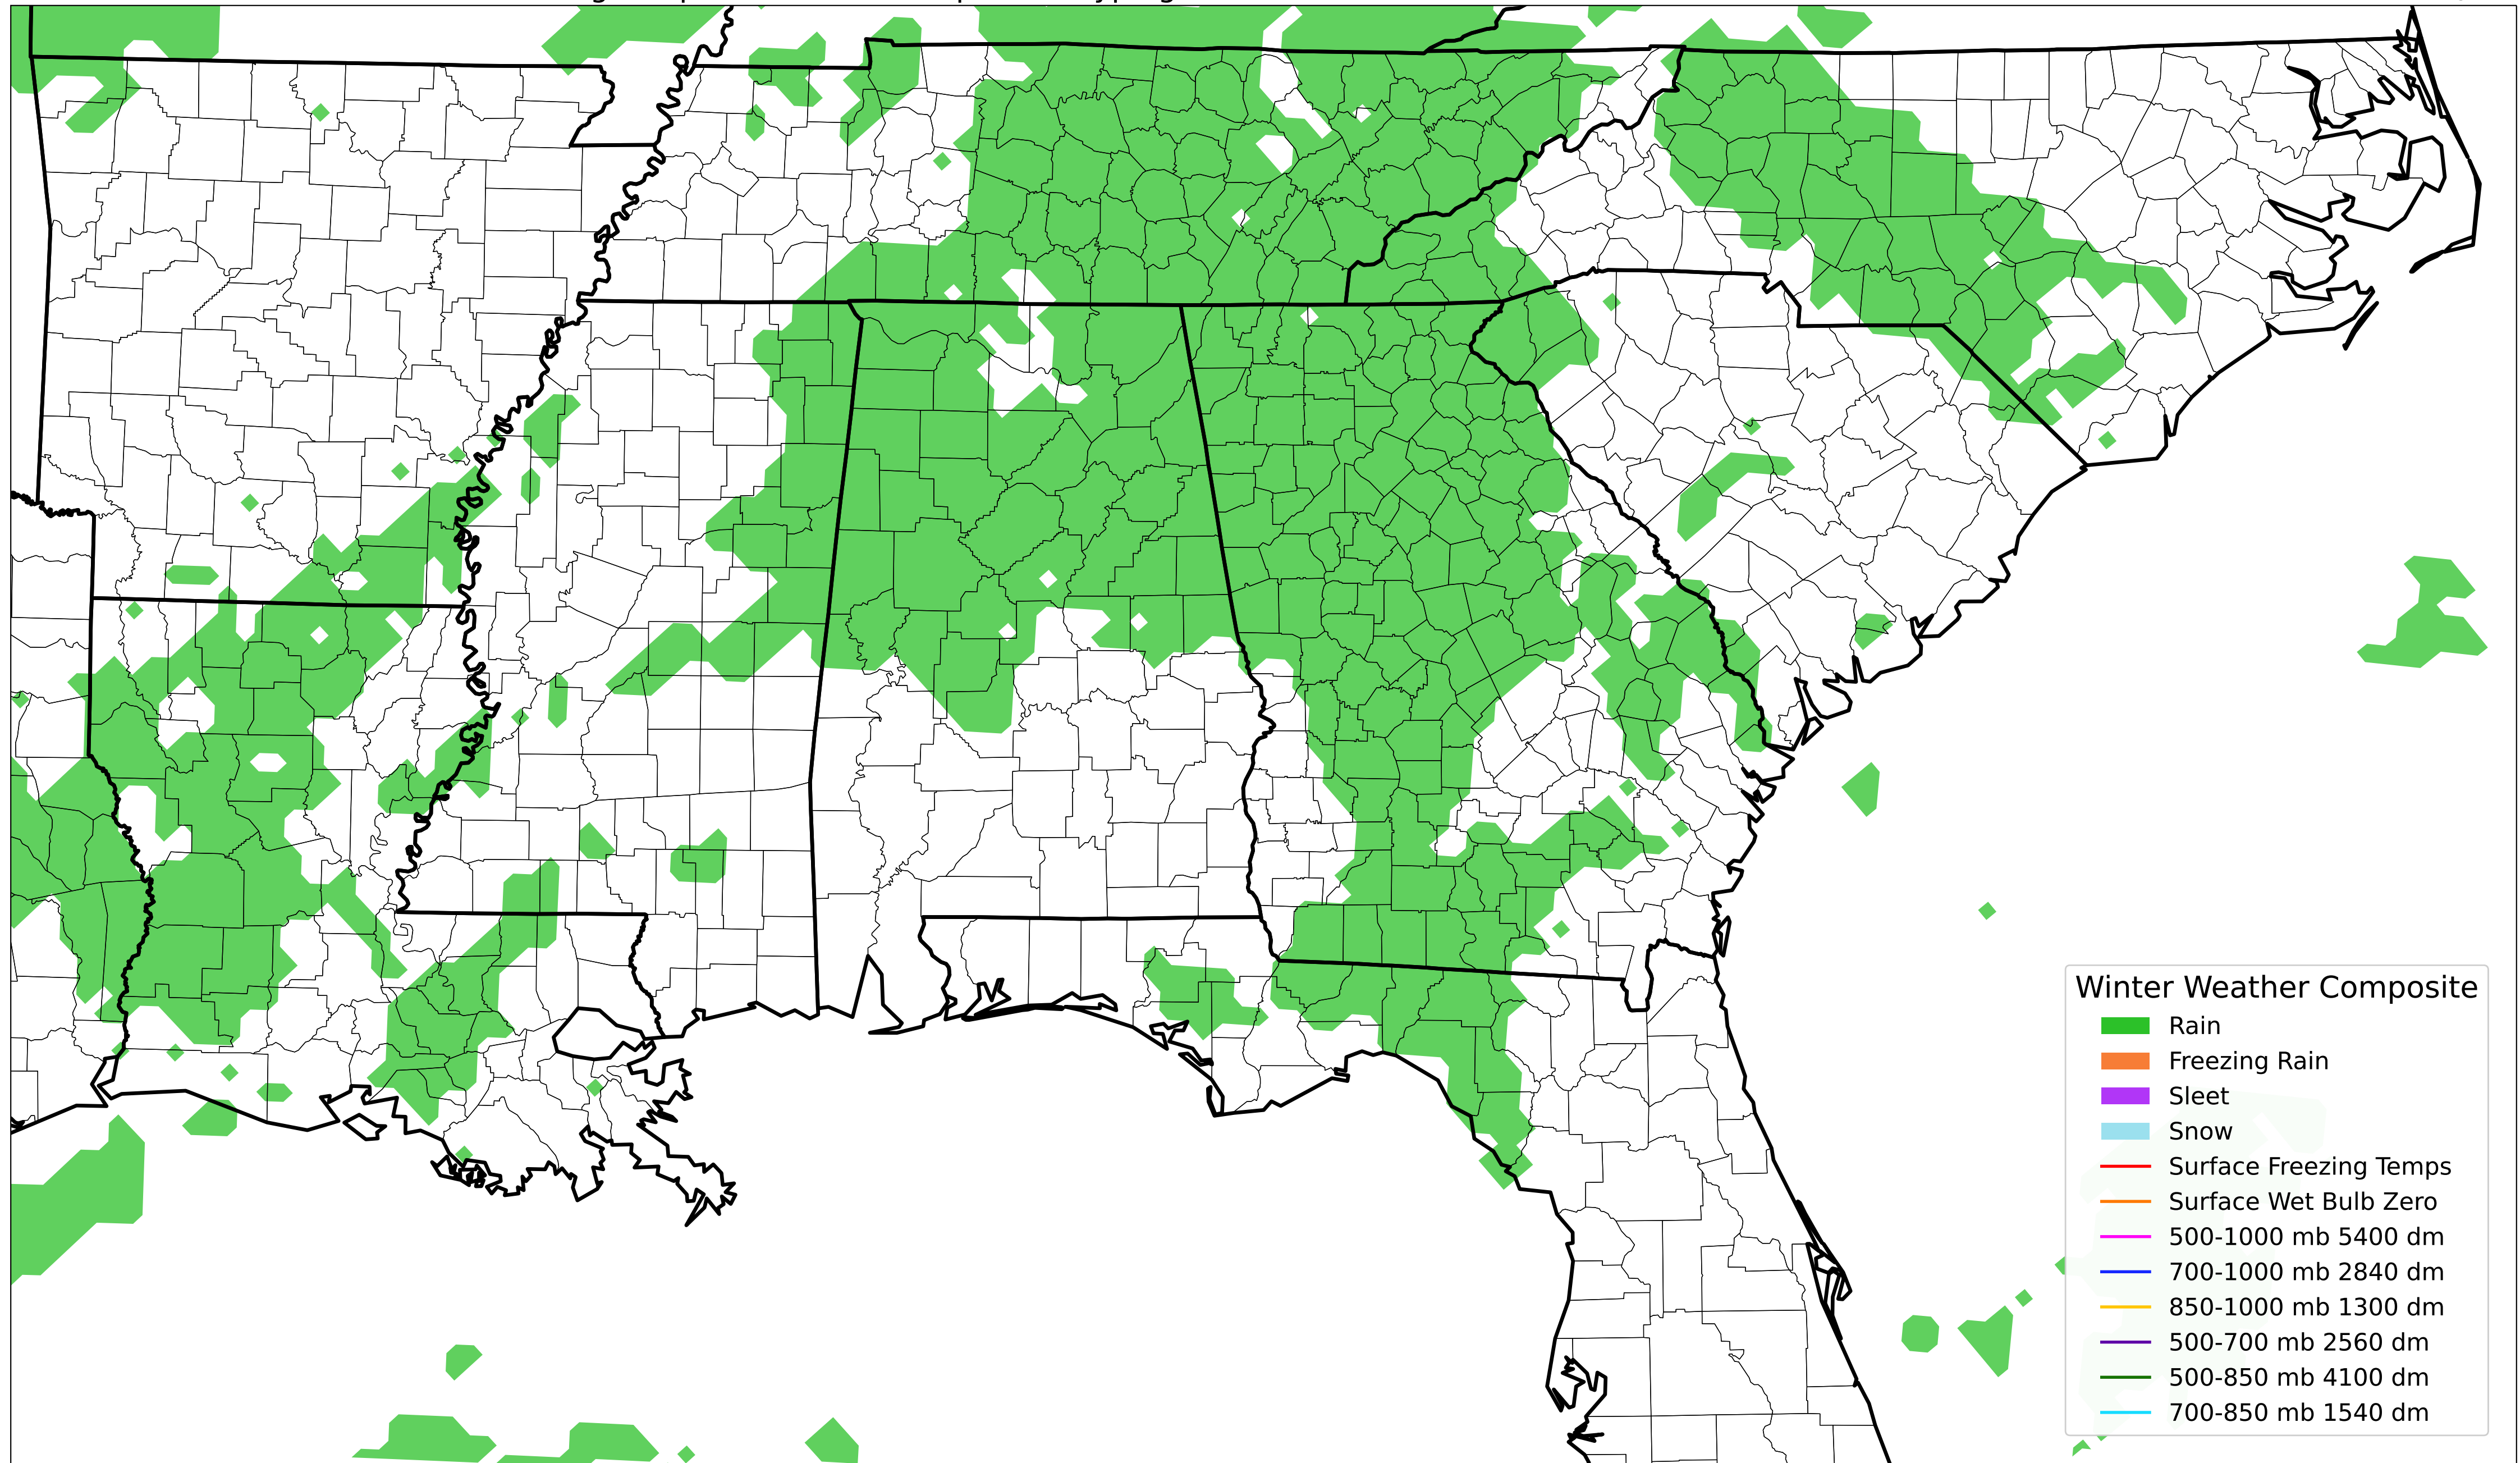 Winter Weather Composite
Rain
Freezing Rain
Sleet
Snow
Surface Freezing Temps
Surface Wet Bulb Zero
500-1000 mb 5400 dm
700-1000 mb 2840 dm
850-1000 mb 1300 dm
500-700 mb 2560 dm
500-850 mb 4100 dm
700-850 mb 1540 dm